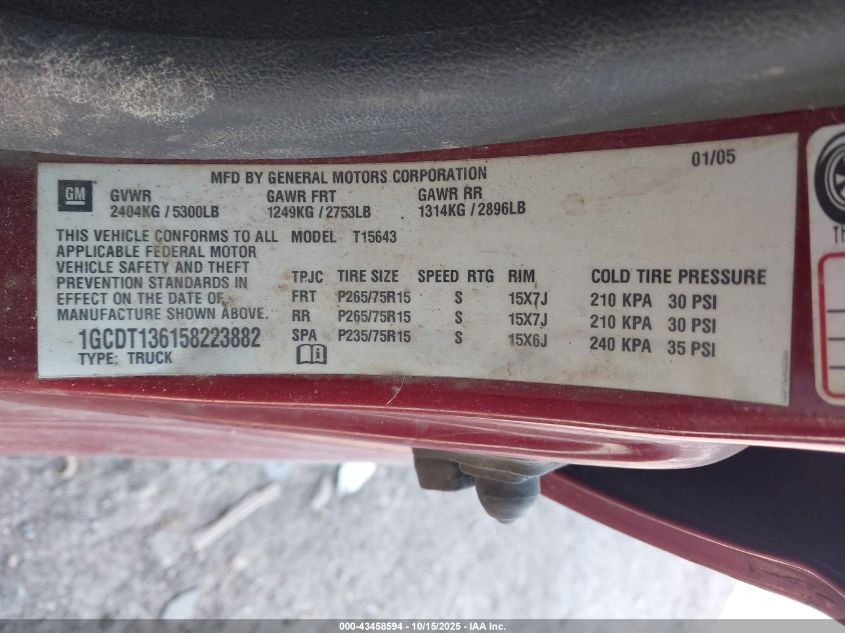 MFD BY GENERAL MOTORS CORPORATION 01/05
GM
GVWR GAWR FRT GAWR RR
2404KG / 5300LB 1249KG / 2753LB 1314KG / 2896LB
THIS VEHICLE CONFORMS TO ALL MODEL T15643
APPLICABLE FEDERAL MOTOR
VEHICLE SAFETY AND THEFT
PREVENTION STANDARDS IN
EFFECT ON THE DATE OF
MANUFACTURE SHOWN ABOVE.
1GCDT136158223882
TYPE: TRUCK
TPJC TIRE SIZE SPEED RTG RIM COLD TIRE PRESSURE
FRT P265/75R15 S 15X7J 210 KPA 30 PSI
RR P265/75R15 S 15X7J 210 KPA 30 PSI
SPA P235/75R15 S 15X6J 240 KPA 35 PSI
000-43458594 - 10/15/2025 - IAA Inc.